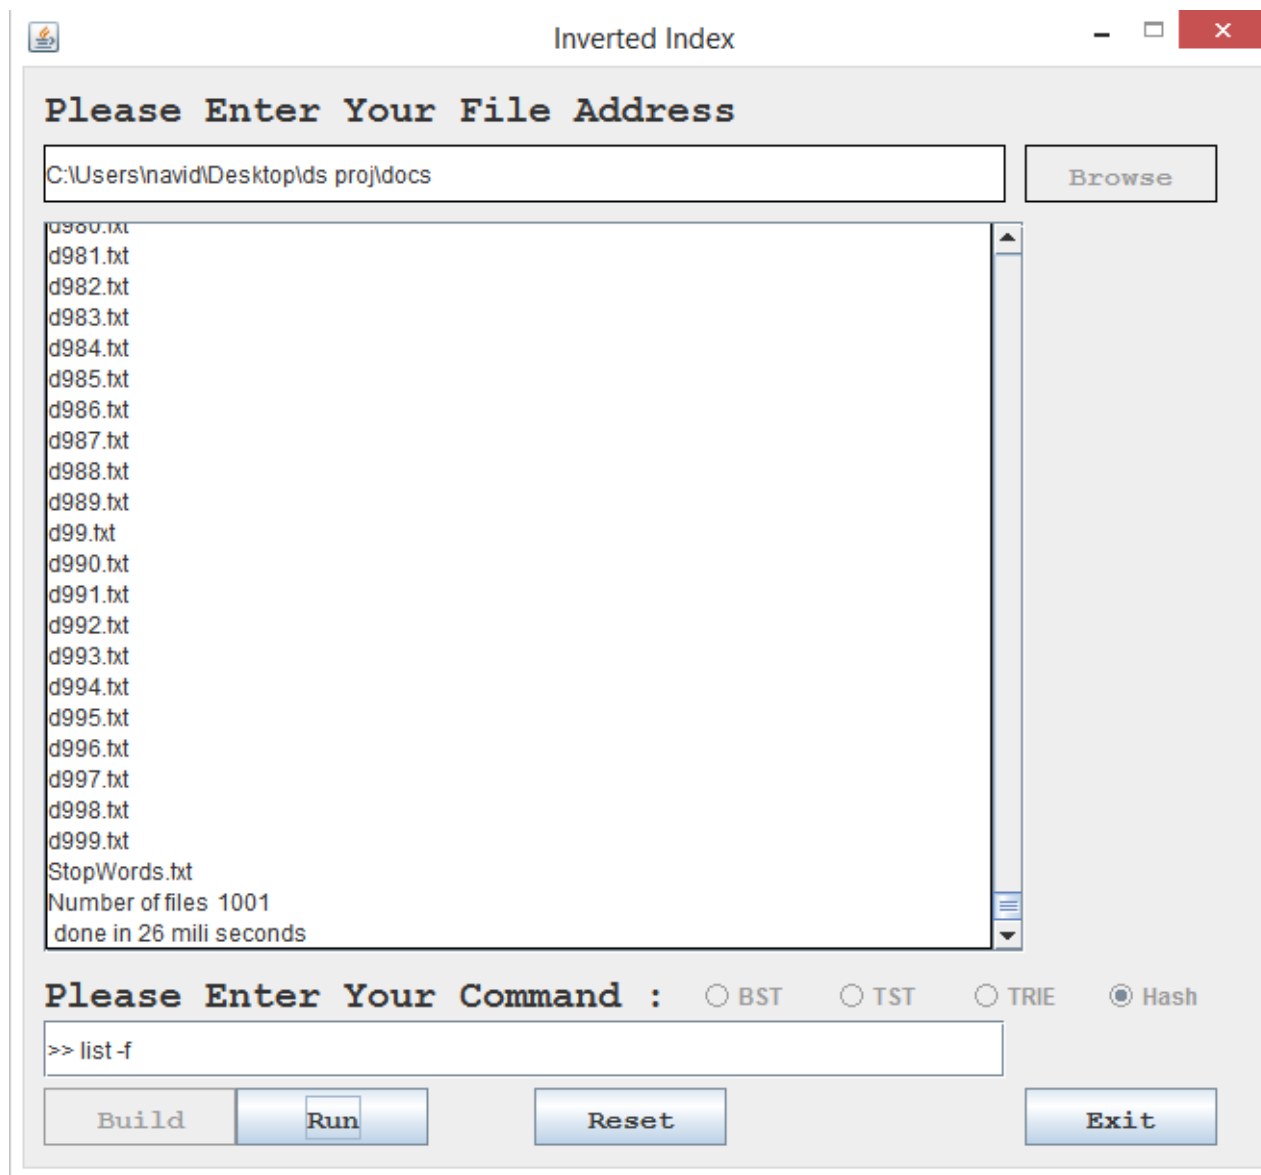 Inverted Index
Please Enter Your File Address
C:\Users\navid\Desktop\ds proj\docs
Browse
d980.txt
d981.txt
d982.txt
d983.txt
d984.txt
d985.txt
d986.txt
d987.txt
d988.txt
d989.txt
d99.txt
d990.txt
d991.txt
d992.txt
d993.txt
d994.txt
d995.txt
d996.txt
d997.txt
d998.txt
d999.txt
StopWords.txt
Number of files 1001
done in 26 mili seconds
Please Enter Your Command : BST TST TRIE Hash
>> list -f
Build Run Reset Exit